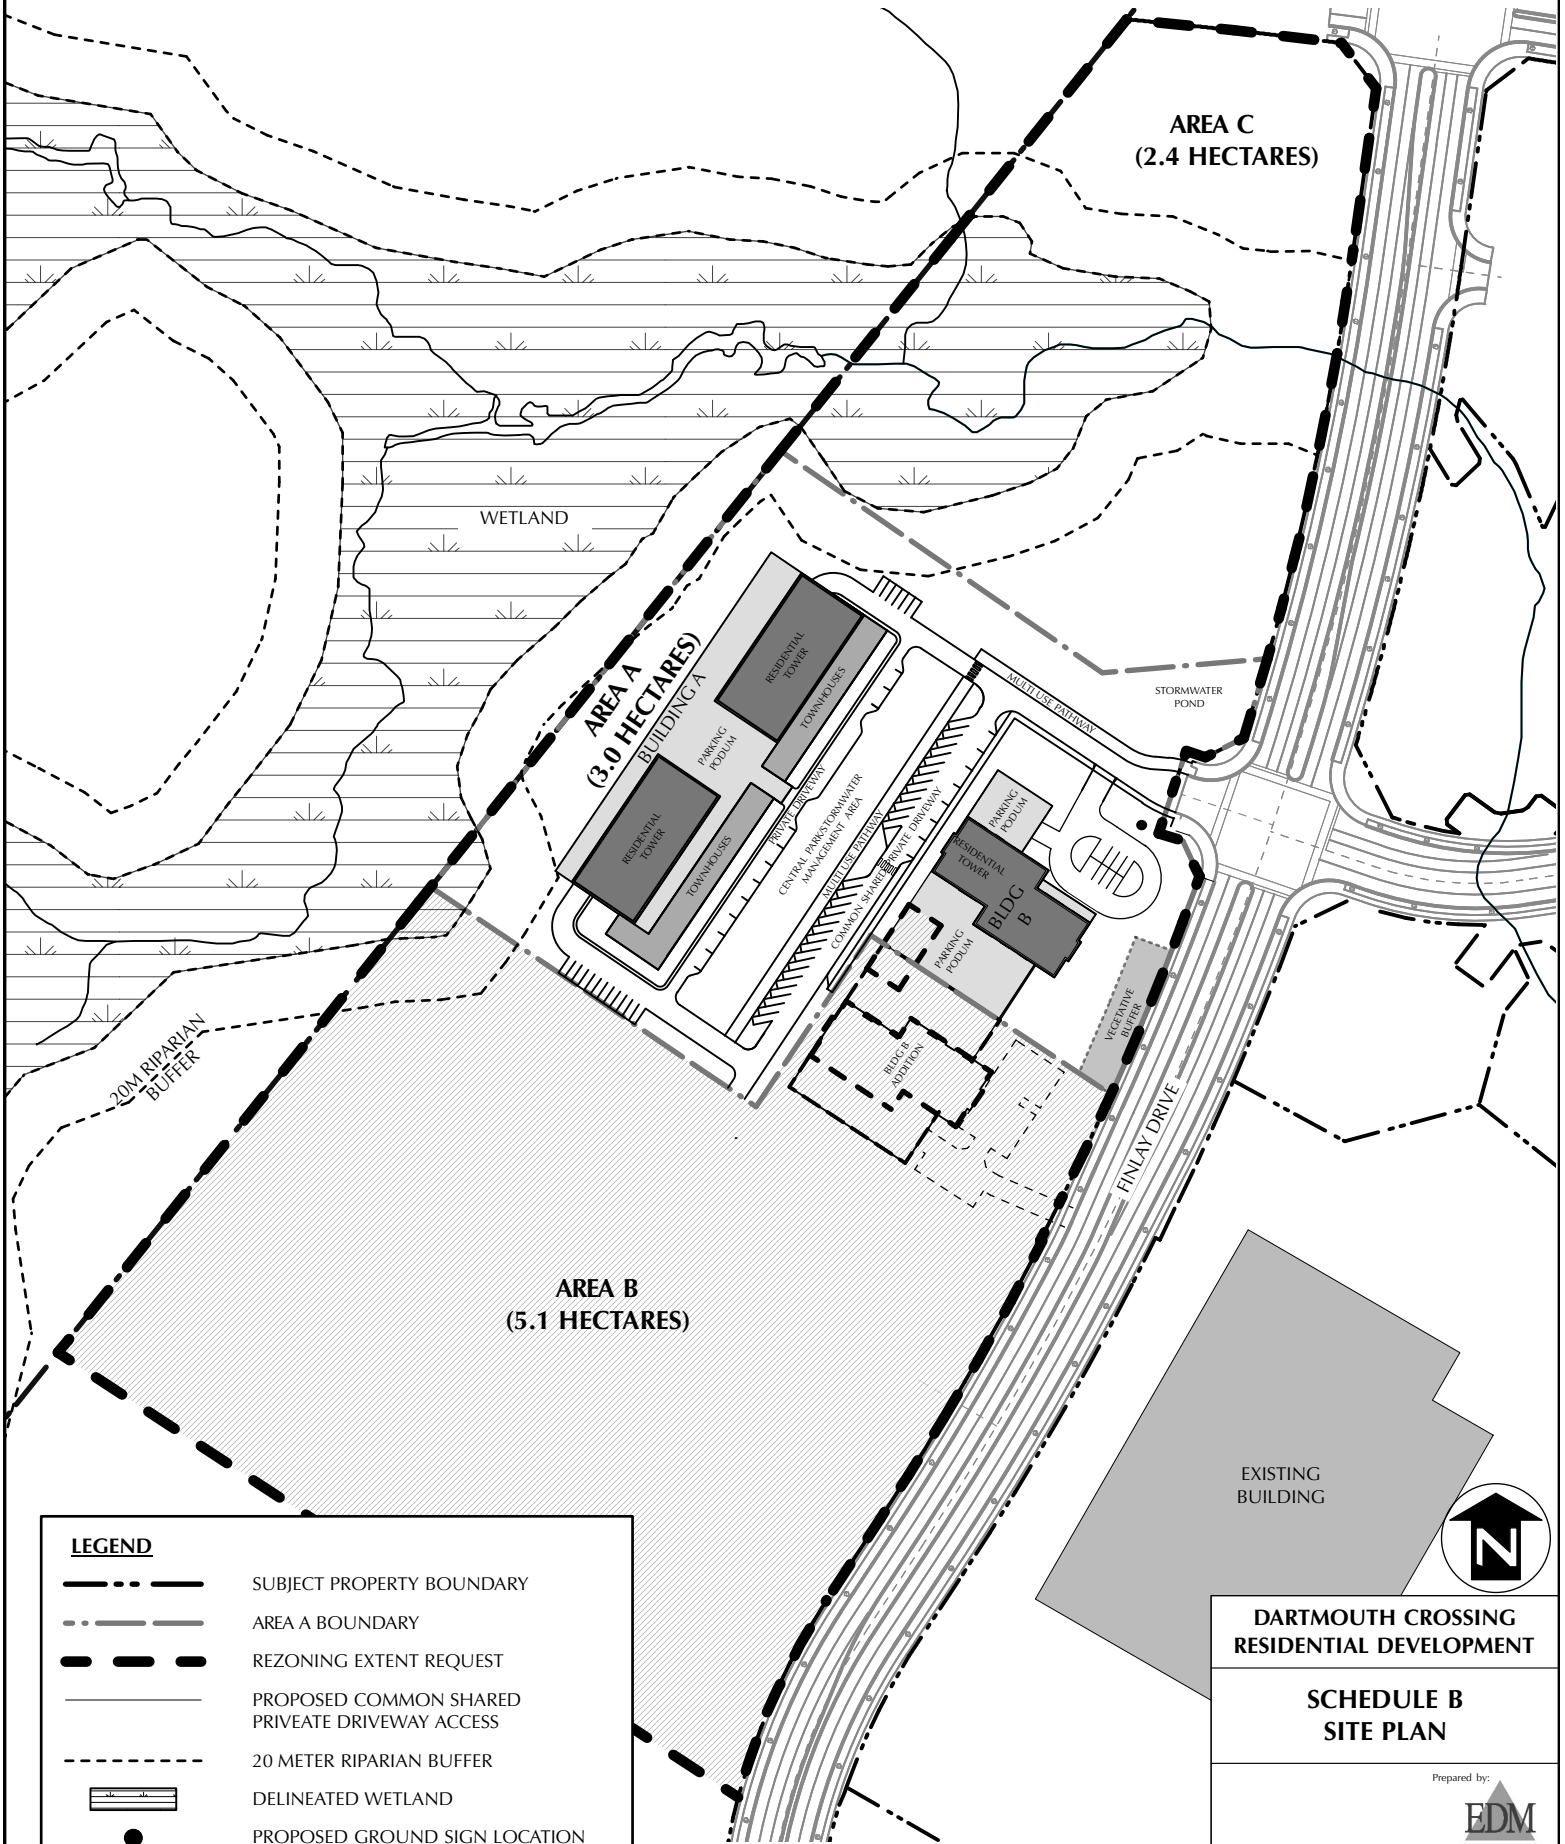 AREA C
(2.4 HECTARES)
WETLAND
AREA A
(3.0 HECTARES)
BUILDING A
RESIDENTIAL
TOWER
TOWNHOUSES
PARKING
PODUM
RESIDENTIAL
TOWER
TOWNHOUSES
PRIVATE DRIVEWAY
CENTRAL PARK/STORMWATER
MANAGEMENT AREA
MULTI USE PATHWAY
COMMON SHARED PRIVATE DRIVEWAY
MULTI USE PATHWAY
STORMWATER
POND
PARKING
PODUM
RESIDENTIAL
TOWER
BLDG
B
PARKING
PODUM
VEGETATIVE
BUFFER
BLDG B
ADDITION
20M RIPARIAN
BUFFER
FINLAY DRIVE
AREA B
(5.1 HECTARES)
EXISTING
BUILDING
N
LEGEND
SUBJECT PROPERTY BOUNDARY
AREA A BOUNDARY
REZONING EXTENT REQUEST
PROPOSED COMMON SHARED
PRIVEATE DRIVEWAY ACCESS
20 METER RIPARIAN BUFFER
DELINEATED WETLAND
PROPOSED GROUND SIGN LOCATION
DARTMOUTH CROSSING
RESIDENTIAL DEVELOPMENT
SCHEDULE B
SITE PLAN
Prepared by:
EDM